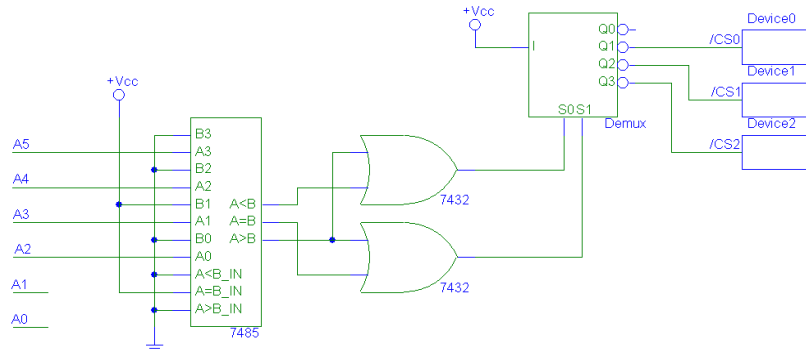 +Vcc
Device0
Q0
I
Q1
/CS0
Q2
Device1
+Vcc
Q3
/CS1
S0S1
Demux
Device2
B3
/CS2
A5
A3
B2
A4
A2
7432
B1
A<B
A3
A1
A=B
B0
A>B
A2
A0
A<B_IN
A1
A=B_IN
7432
A>B_IN
A0
7485